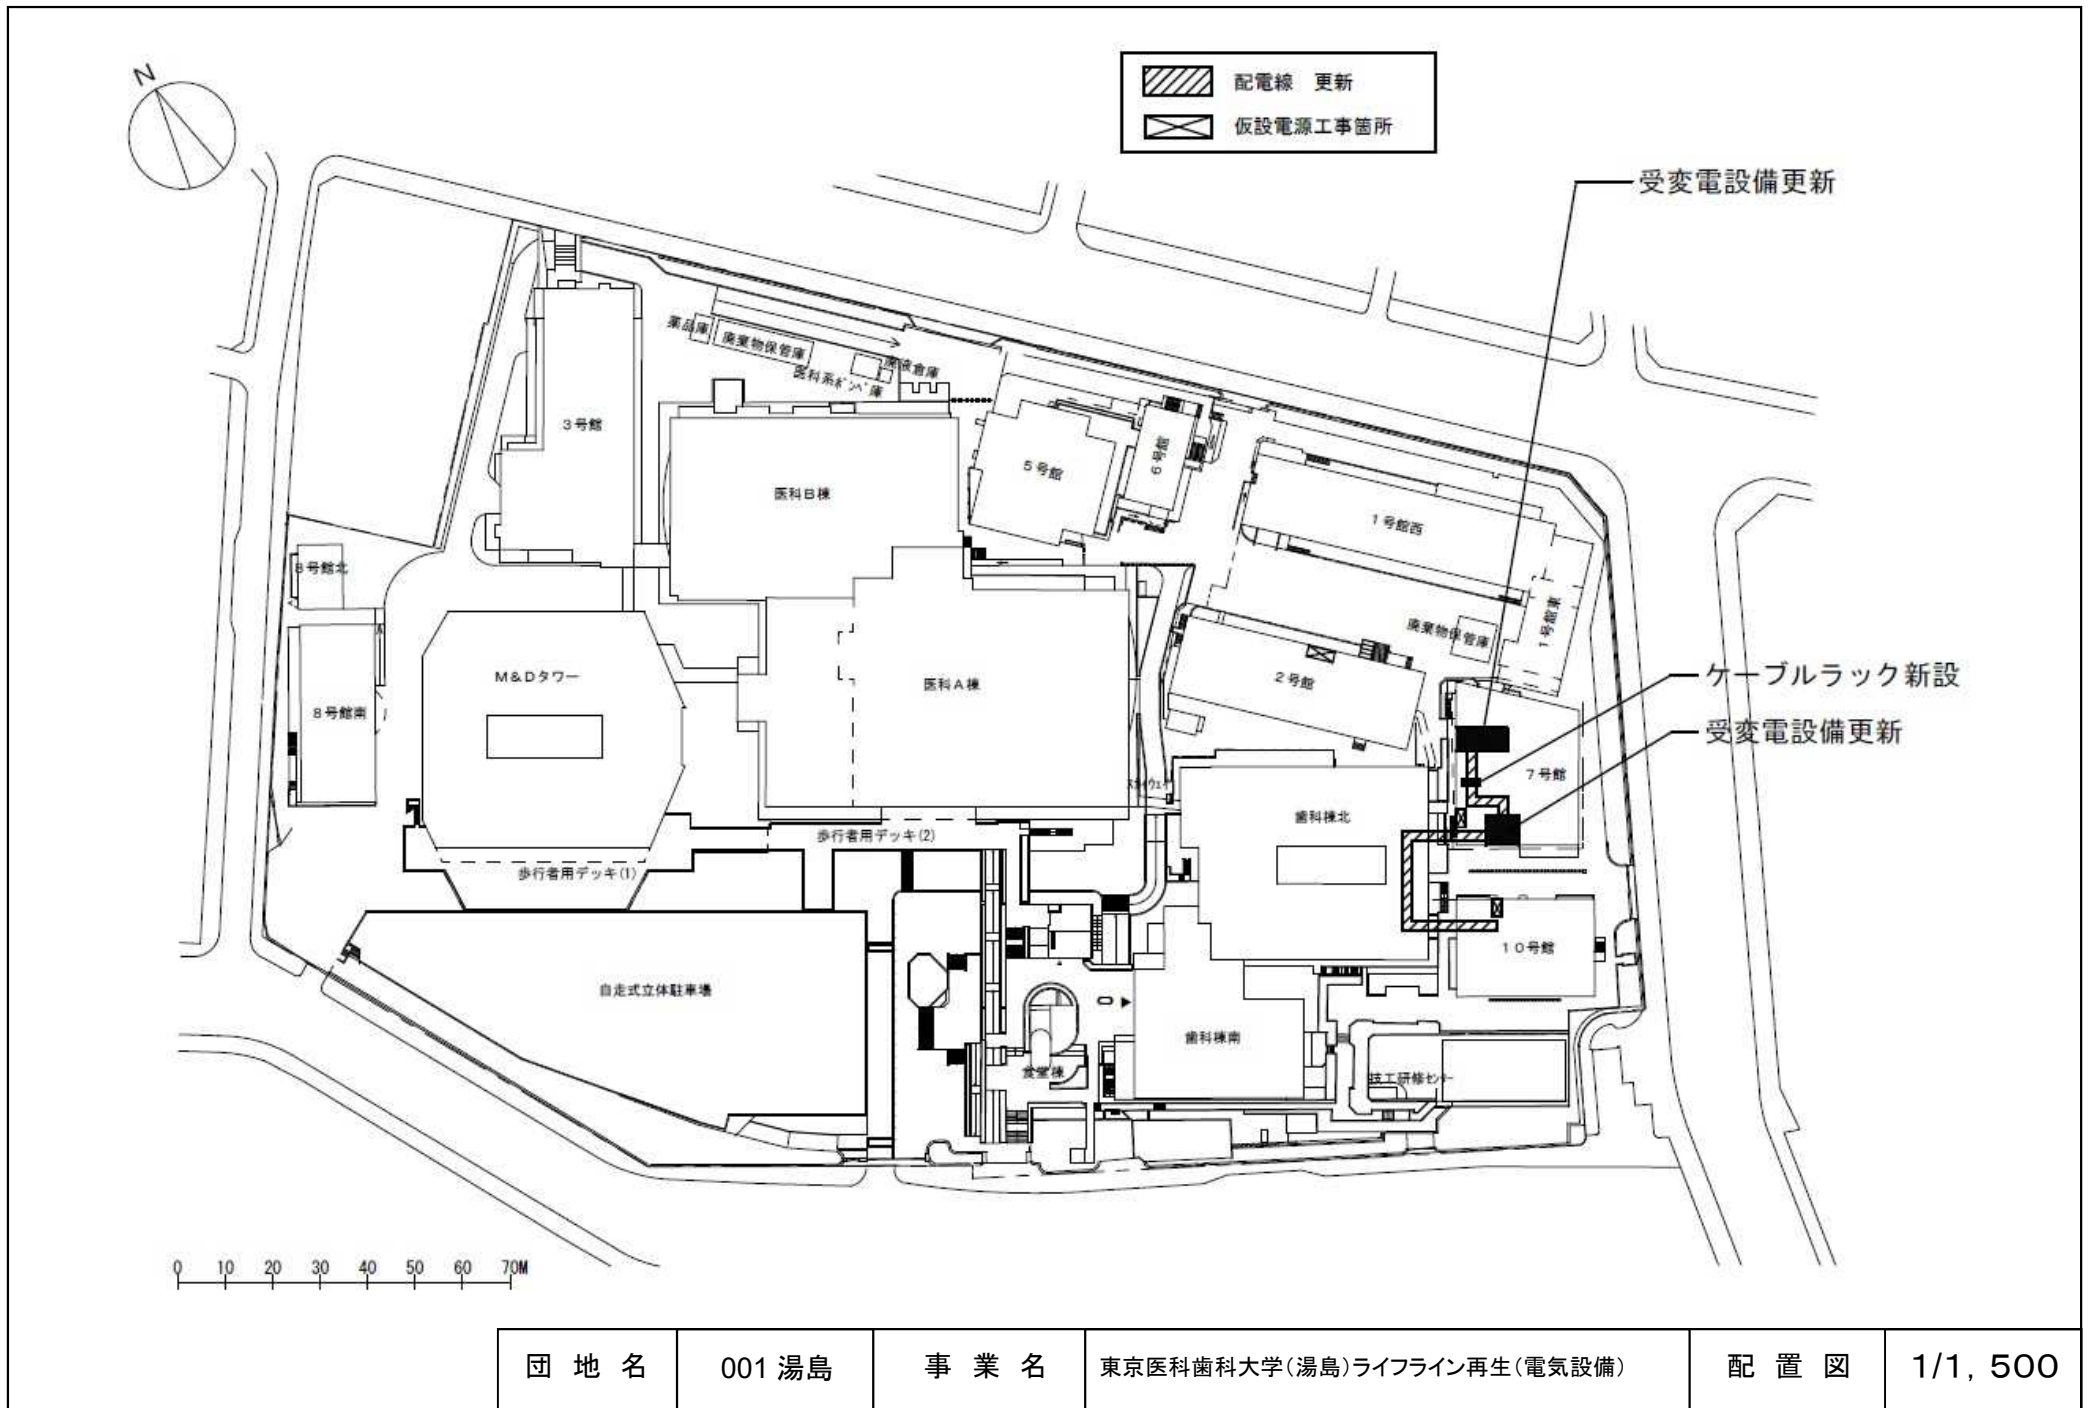 N
配電線 更新
仮設電源工事箇所
受変電設備更新
薬品庫
廃棄物保管庫
廃液倉庫
医科系ボンベ庫
3号館
5号館
6号館
医科B棟
1号館西
8号館北
1号館東
廃棄物保管庫
M&Dタワー
医科A棟
2号館
ケーブルラック新設
8号館南
受変電設備更新
7号館
スカイウェイ
歯科棟北
歩行者用デッキ(2)
歩行者用デッキ(1)
10号館
自走式立体駐車場
歯科棟南
食堂棟
技工研修センター
0 10 20 30 40 50 60 70M
団地名 001 湯島 事業名 東京医科歯科大学(湯島)ライフライン再生(電気設備) 配置図 1/1,500